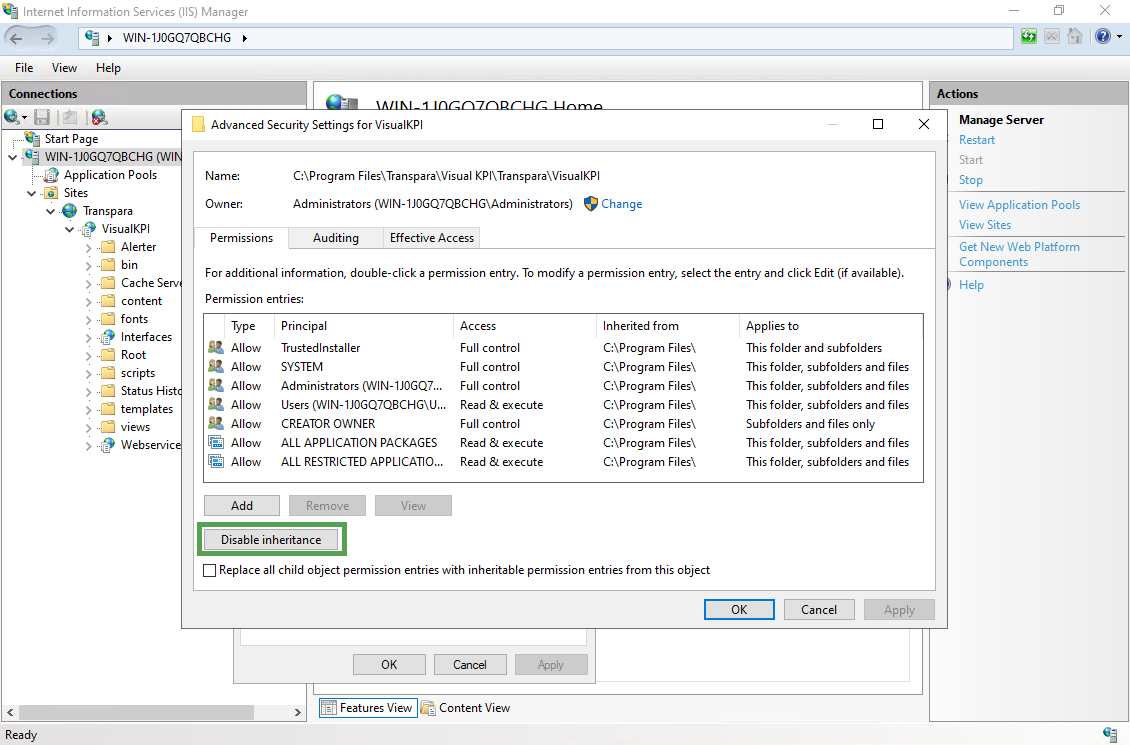 Internet Information Services (IIS) Manager
WIN-1J0GQ7QBCHG
File View Help
Connections
Start Page
WIN-1J0GQ7QBCHG (WIN
Application Pools
Sites
Transpara
VisualKPI
Alerter
bin
Cache Serve
content
fonts
Interfaces
Root
scripts
Status Histo
templates
views
Webservice
WIN-1J0GQ7QBCHG Home
Advanced Security Settings for VisualKPI
Name: C:\Program Files\Transpara\Visual KPI\Transpara\VisualKPI
Owner: Administrators (WIN-1J0GQ7QBCHG\Administrators) Change
Permissions Auditing Effective Access
For additional information, double-click a permission entry. To modify a permission entry, select the entry and click Edit (if available).
Permission entries:
Type Principal Access Inherited from Applies to
Allow TrustedInstaller Full control C:\Program Files\ This folder and subfolders
Allow SYSTEM Full control C:\Program Files\ This folder, subfolders and files
Allow Administrators (WIN-1J0GQ7... Full control C:\Program Files\ This folder, subfolders and files
Allow Users (WIN-1J0GQ7QBCHG\U... Read & execute C:\Program Files\ This folder, subfolders and files
Allow CREATOR OWNER Full control C:\Program Files\ Subfolders and files only
Allow ALL APPLICATION PACKAGES Read & execute C:\Program Files\ This folder, subfolders and files
Allow ALL RESTRICTED APPLICATIO... Read & execute C:\Program Files\ This folder, subfolders and files
Add Remove View
Disable inheritance
Replace all child object permission entries with inheritable permission entries from this object
OK Cancel Apply
OK Cancel Apply
Features View Content View
Actions
Manage Server
Restart
Start
Stop
View Application Pools
View Sites
Get New Web Platform
Components
Help
Ready